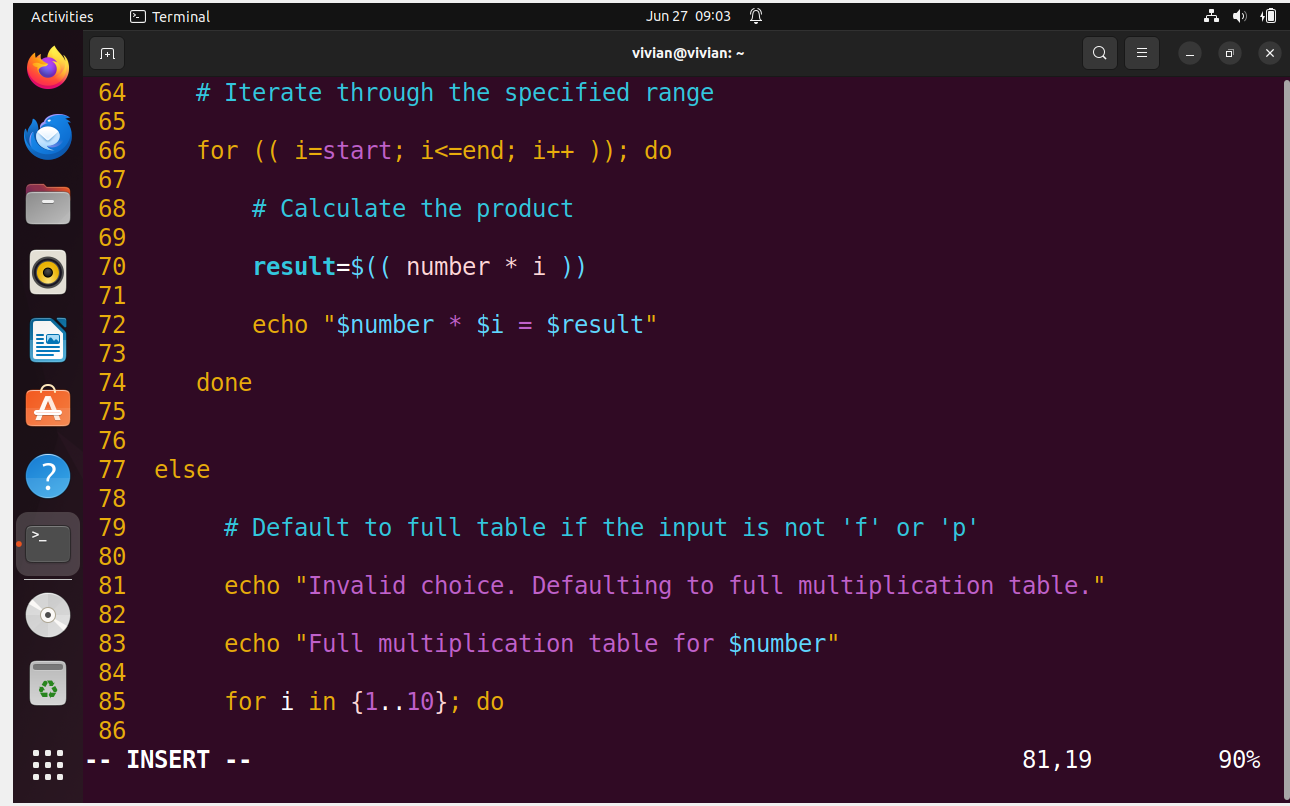 Activities Terminal Jun 27 09:03
vivian@vivian: ~
64 # Iterate through the specified range
65
66 for (( i=start; i<=end; i++ )); do
67
68 # Calculate the product
69
70 result=$(( number * i ))
71
72 echo "$number * $i = $result"
73
74 done
75
76
77 else
78
79 # Default to full table if the input is not 'f' or 'p'
80
81 echo "Invalid choice. Defaulting to full multiplication table."
82
83 echo "Full multiplication table for $number"
84
85 for i in {1..10}; do
86
-- INSERT -- 81,19 90%